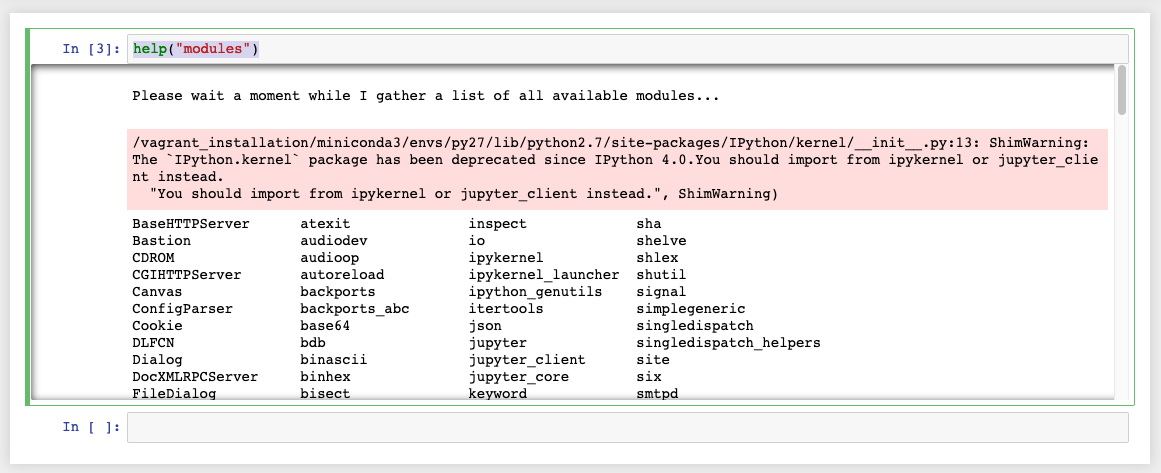 In [3]: help("modules")
Please wait a moment while I gather a list of all available modules...
/vagrant_installation/miniconda3/envs/py27/lib/python2.7/site-packages/IPython/kernel/__init__.py:13: ShimWarning:
The `IPython.kernel` package has been deprecated since IPython 4.0.You should import from ipykernel or jupyter_clie
nt instead.
  "You should import from ipykernel or jupyter_client instead.", ShimWarning)
BaseHTTPServer      atexit              inspect             sha
Bastion             audiodev            io                  shelve
CDROM               audioop             ipykernel           shlex
CGIHTTPServer       autoreload          ipykernel_launcher  shutil
Canvas              backports           ipython_genutils    signal
ConfigParser        backports_abc       itertools           simplegeneric
Cookie              base64              json                singledispatch
DLFCN               bdb                 jupyter             singledispatch_helpers
Dialog              binascii            jupyter_client      site
DocXMLRPCServer     binhex              jupyter_core        six
FileDialog          bisect              keyword             smtpd
In [ ]: